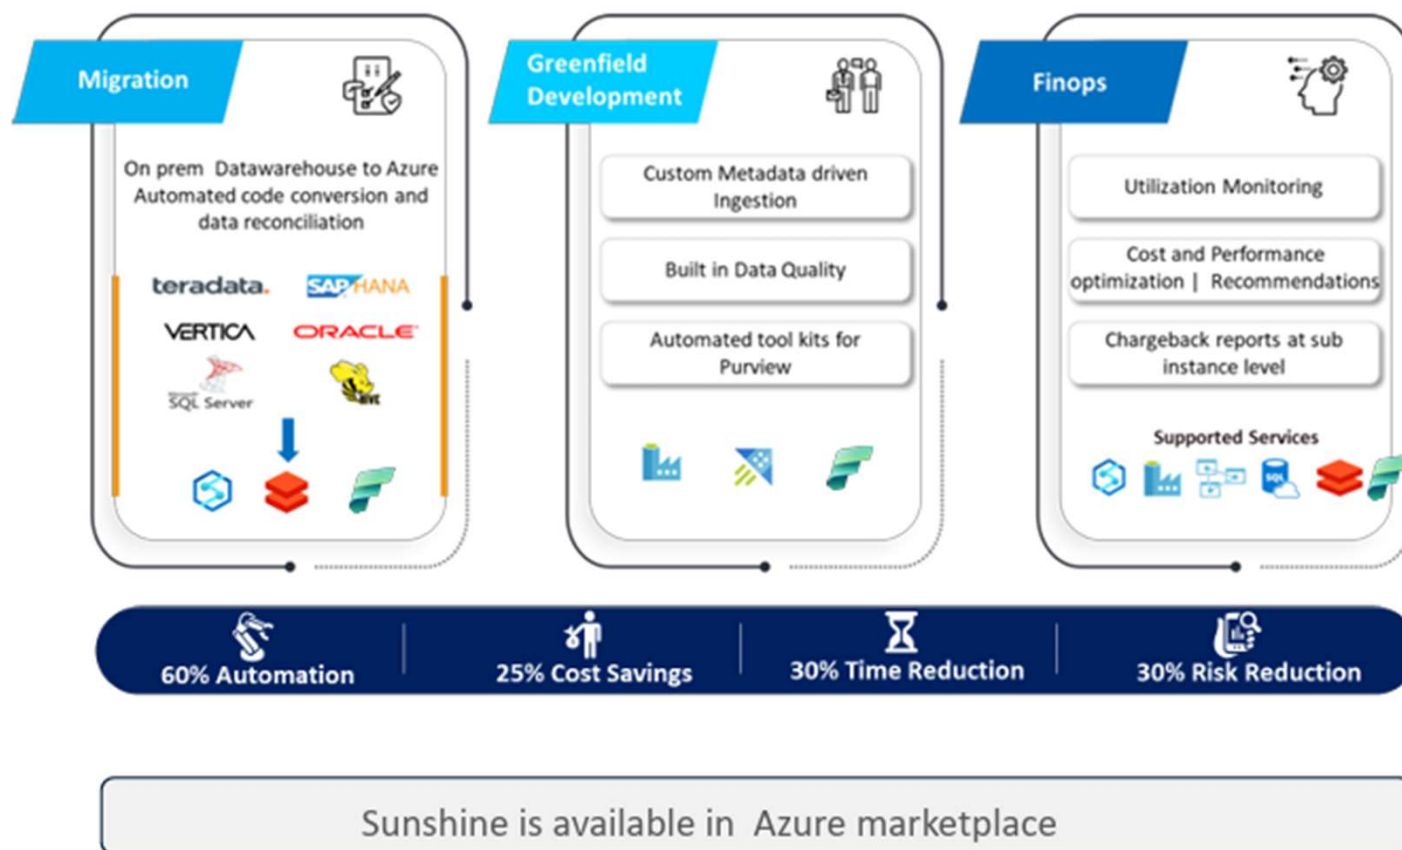 Migration
On prem Datawarehouse to Azure
Automated code conversion and
data reconciliation
teradata.
SAP HANA
VERTICA
ORACLE
Microsoft
SQL Server
HIVE
Greenfield
Development
Custom Metadata driven
Ingestion
Built in Data Quality
Automated tool kits for
Purview
Finops
Utilization Monitoring
Cost and Performance
optimization | Recommendations
Chargeback reports at sub
instance level
Supported Services
SQL
60% Automation
25% Cost Savings
30% Time Reduction
30% Risk Reduction
Sunshine is available in Azure marketplace